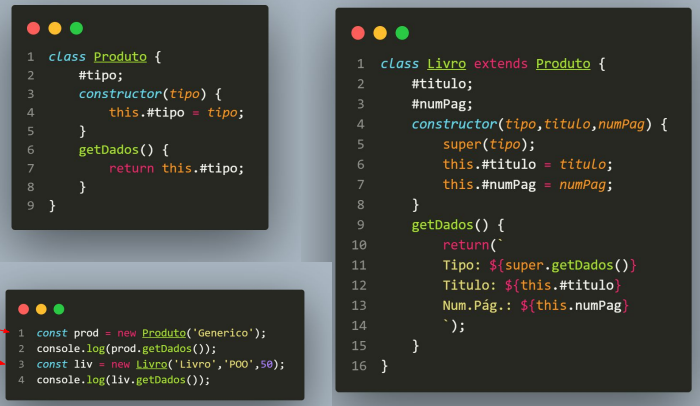 1 class Produto {
2     #tipo;
3     constructor(tipo) {
4         this.#tipo = tipo;
5     }
6     getDados() {
7         return this.#tipo;
8     }
9 }
1 class Livro extends Produto {
2     #titulo;
3     #numPag;
4     constructor(tipo,titulo,numPag) {
5         super(tipo);
6         this.#titulo = titulo;
7         this.#numPag = numPag;
8     }
9     getDados() {
10         return(`
11         Tipo: ${super.getDados()}
12         Titulo: ${this.#titulo}
13         Num.Pág.: ${this.numPag}
14         `);
15     }
16 }
1 const prod = new Produto('Generico');
2 console.log(prod.getDados());
3 const liv = new Livro('Livro','POO',50);
4 console.log(liv.getDados());